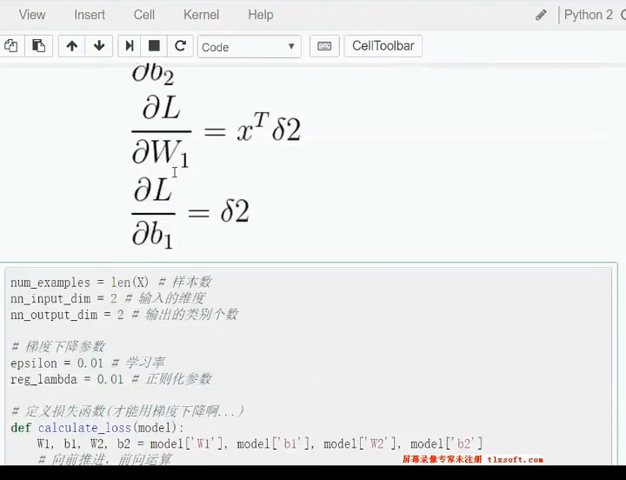 View Insert Cell Kernel Help Python 2
Code CellToolbar
∂b₂
∂L/∂W₁ = xᵀδ2
∂L/∂b₁ = δ2
num_examples = len(X) # 样本数
nn_input_dim = 2 # 输入的维度
nn_output_dim = 2 # 输出的类别个数
# 梯度下降参数
epsilon = 0.01 # 学习率
reg_lambda = 0.01 # 正则化参数
# 定义损失函数(才能用梯度下降啊...)
def calculate_loss(model):
W1, b1, W2, b2 = model['W1'], model['b1'], model['W2'], model['b2']
# 向前推进，前向运算
屏幕录像专家未注册 tlxsoft.com